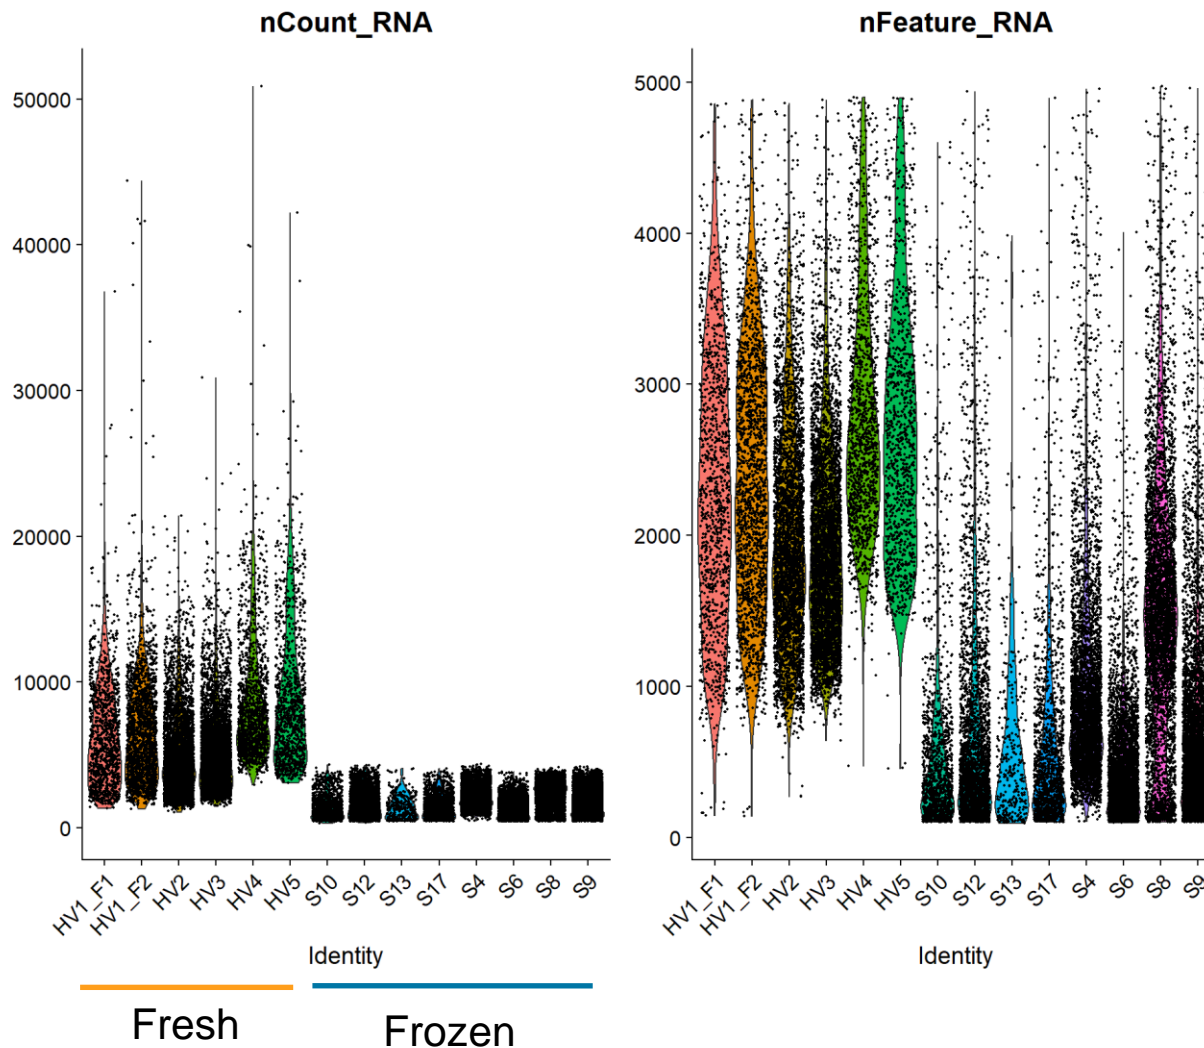 nCount_RNA
50000
40000
30000
20000
10000
0
HV1_F1
HV1_F2
HV2
HV3
HV4
HV5
S10
S12
S13
S17
S4
S6
S8
S9
Identity
Fresh
Frozen
nFeature_RNA
5000
4000
3000
2000
1000
0
HV1_F1
HV1_F2
HV2
HV3
HV4
HV5
S10
S12
S13
S17
S4
S6
S8
S9
Identity